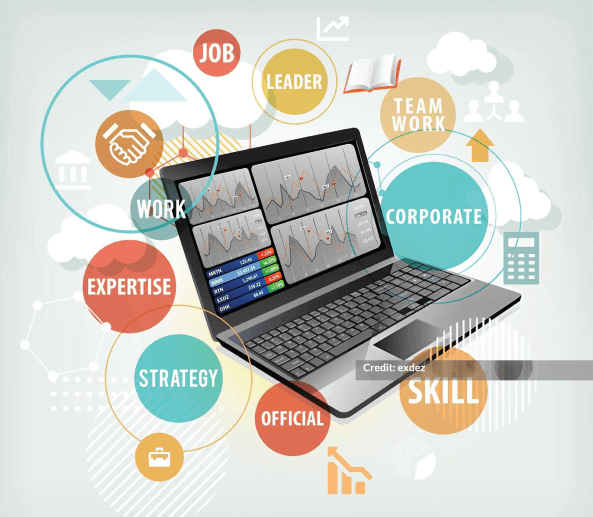 JOB
LEADER
TEAM
WORK
WORK
CORPORATE
EXPERTISE
STRATEGY
Credit: exdez
SKILL
OFFICIAL